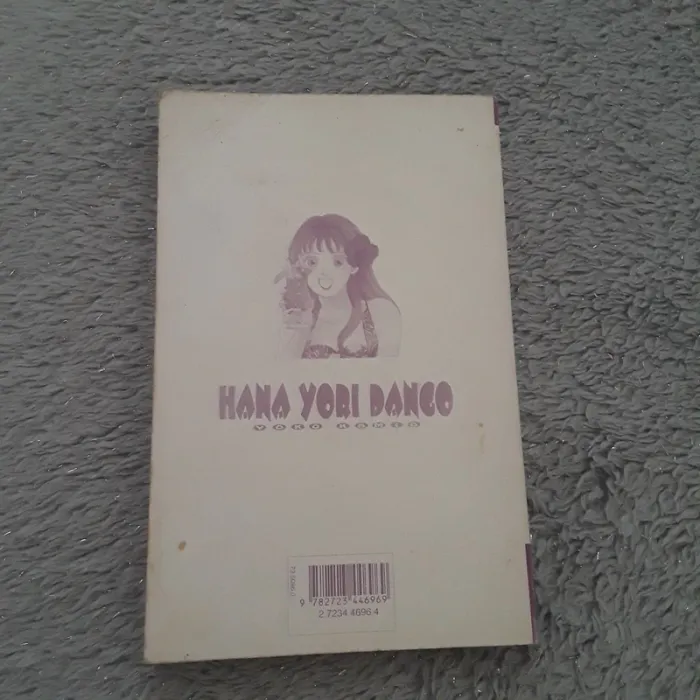 HANA YORI DANGO
YOKO KAMIO
9 782723 446969
2.7234.4696.4